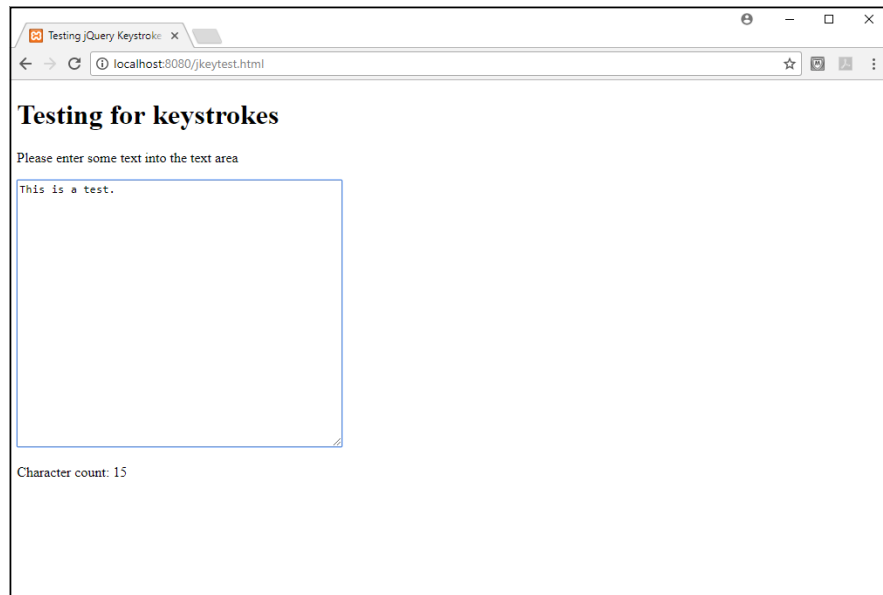 Testing jQuery Keystroke
localhost:8080/jkeytest.html
Testing for keystrokes
Please enter some text into the text area
This is a test.
Character count: 15